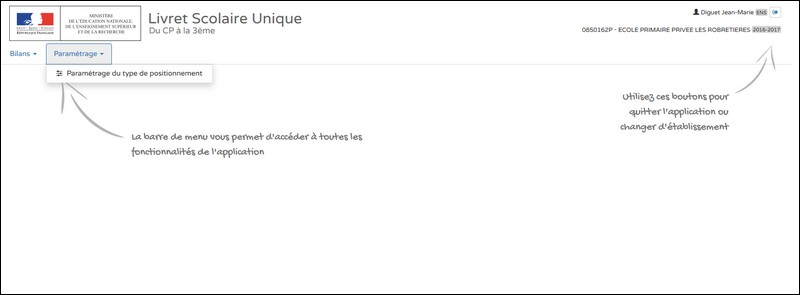 Liberté • Égalité • Fraternité
RÉPUBLIQUE FRANÇAISE
MINISTÈRE
DE L'ÉDUCATION NATIONALE,
DE L'ENSEIGNEMENT SUPÉRIEUR
ET DE LA RECHERCHE
Livret Scolaire Unique
Du CP à la 3ème
Diguet Jean-Marie ENS
0850162P - ECOLE PRIMAIRE PRIVEE LES ROBRETIERES 2016-2017
Bilans
Paramétrage
Paramétrage du type de positionnement
La barre de menu vous permet d'accéder à toutes les
fonctionnalités de l'application
Utilisez ces boutons pour
quitter l'application ou
changer d'établissement